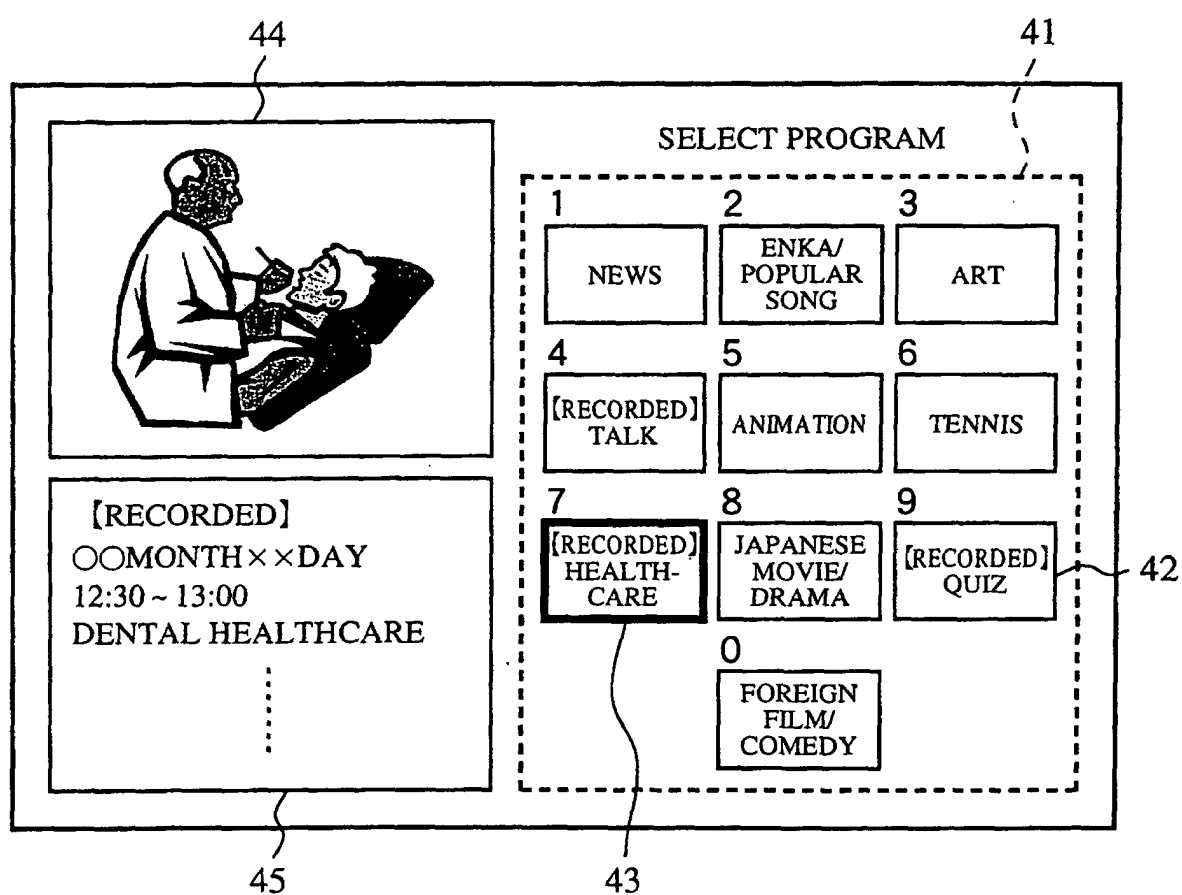 44
41
SELECT PROGRAM
1
2
3
NEWS
ENKA/
POPULAR
SONG
ART
4
5
6
【RECORDED】
TALK
ANIMATION
TENNIS
7
8
9
【RECORDED】
HEALTH-
CARE
JAPANESE
MOVIE/
DRAMA
【RECORDED】
QUIZ
42
0
FOREIGN
FILM/
COMEDY
【RECORDED】
○○MONTH××DAY
12:30~13:00
DENTAL HEALTHCARE
45
43